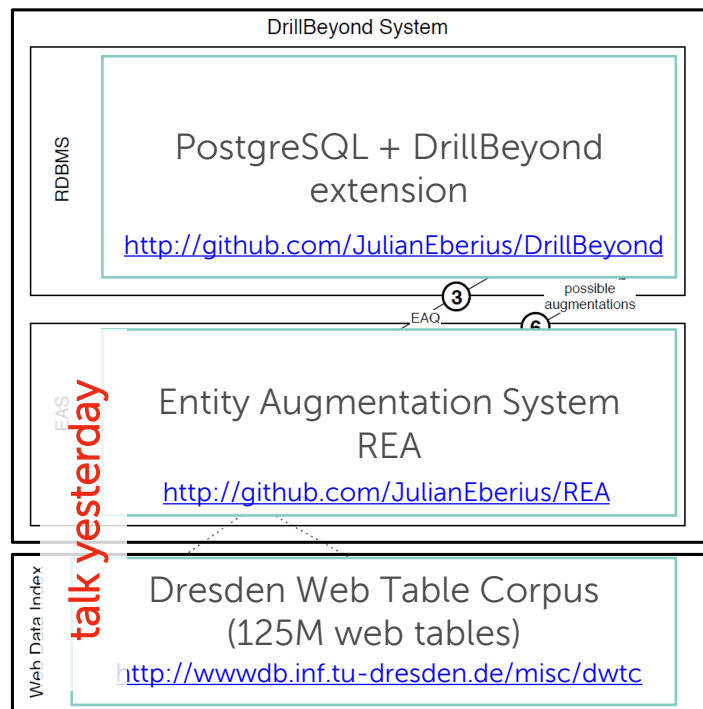 DrillBeyond System
RDBMS
PostgreSQL + DrillBeyond
extension
http://github.com/JulianEberius/DrillBeyond
3
possible
augmentations
EAQ
6
EAS
talk yesterday
Entity Augmentation System
REA
http://github.com/JulianEberius/REA
Web Data Index
Dresden Web Table Corpus
(125M web tables)
http://wwwdb.inf.tu-dresden.de/misc/dwtc